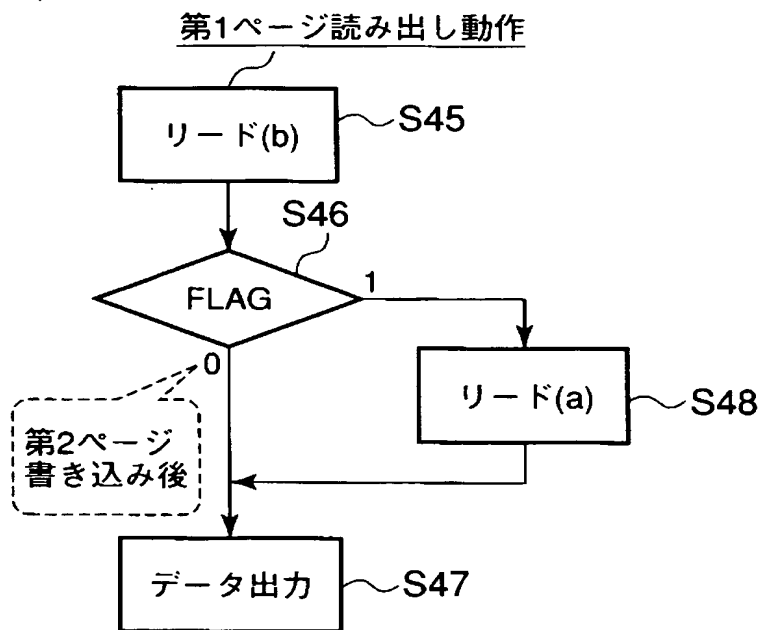 第1ページ読み出し動作
リード(b)
S45
S46
FLAG
1
0
リード(a)
S48
第2ページ
書き込み後
データ出力
S47